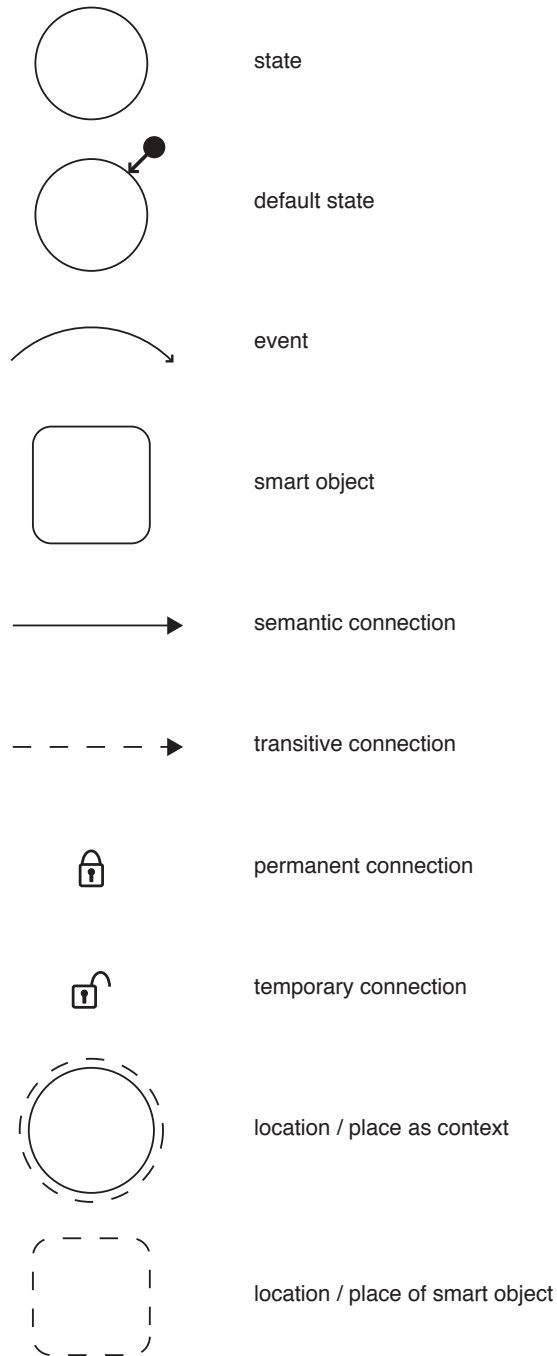 state
default state
event
smart object
semantic connection
transitive connection
permanent connection
temporary connection
location / place as context
location / place of smart object